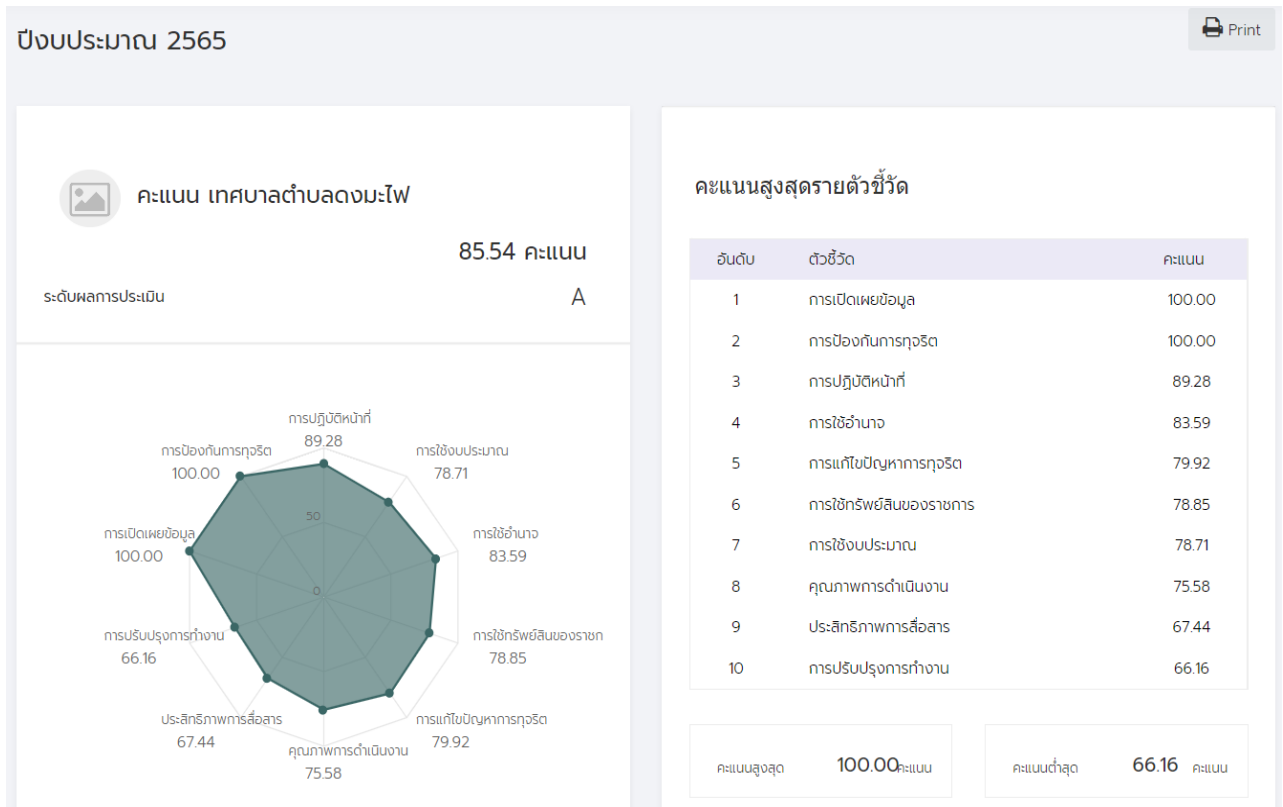 ปีงบประมาณ 2565
Print
คะแนน เทศบาลตำบลดงมะไฟ
85.54 คะแนน
ระดับผลการประเมิน A
การปฏิบัติหน้าที่
89.28
การป้องกันการทุจริต
100.00
การใช้งบประมาณ
78.71
50
การเปิดเผยข้อมูล
100.00
การใช้อำนาจ
83.59
0
การปรับปรุงการทำงาน
66.16
การใช้ทรัพย์สินของราชก
78.85
ประสิทธิภาพการสื่อสาร
67.44
การแก้ไขปัญหาการทุจริต
79.92
คุณภาพการดำเนินงาน
75.58
คะแนนสูงสุดรายตัวชี้วัด
อันดับ ตัวชี้วัด คะแนน
1 การเปิดเผยข้อมูล 100.00
2 การป้องกันการทุจริต 100.00
3 การปฏิบัติหน้าที่ 89.28
4 การใช้อำนาจ 83.59
5 การแก้ไขปัญหาการทุจริต 79.92
6 การใช้ทรัพย์สินของราชการ 78.85
7 การใช้งบประมาณ 78.71
8 คุณภาพการดำเนินงาน 75.58
9 ประสิทธิภาพการสื่อสาร 67.44
10 การปรับปรุงการทำงาน 66.16
คะแนนสูงสุด 100.00 คะแนน
คะแนนต่ำสุด 66.16 คะแนน